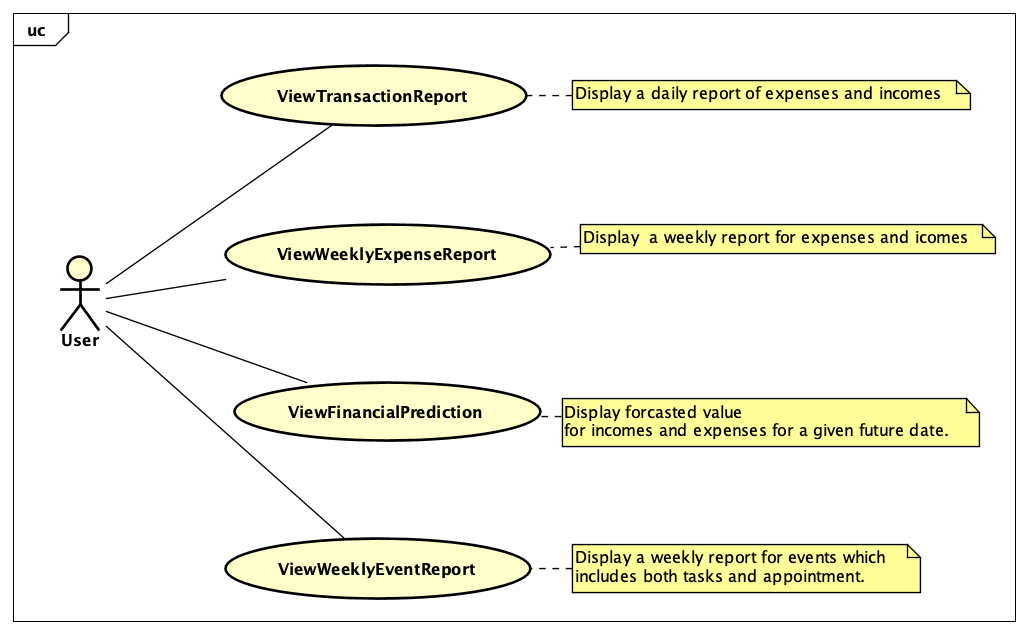 uc
ViewTransactionReport
Display a daily report of expenses and incomes
ViewWeeklyExpenseReport
Display  a weekly report for expenses and icomes
User
ViewFinancialPrediction
Display forcasted value
for incomes and expenses for a given future date.
ViewWeeklyEventReport
Display a weekly report for events which
includes both tasks and appointment.